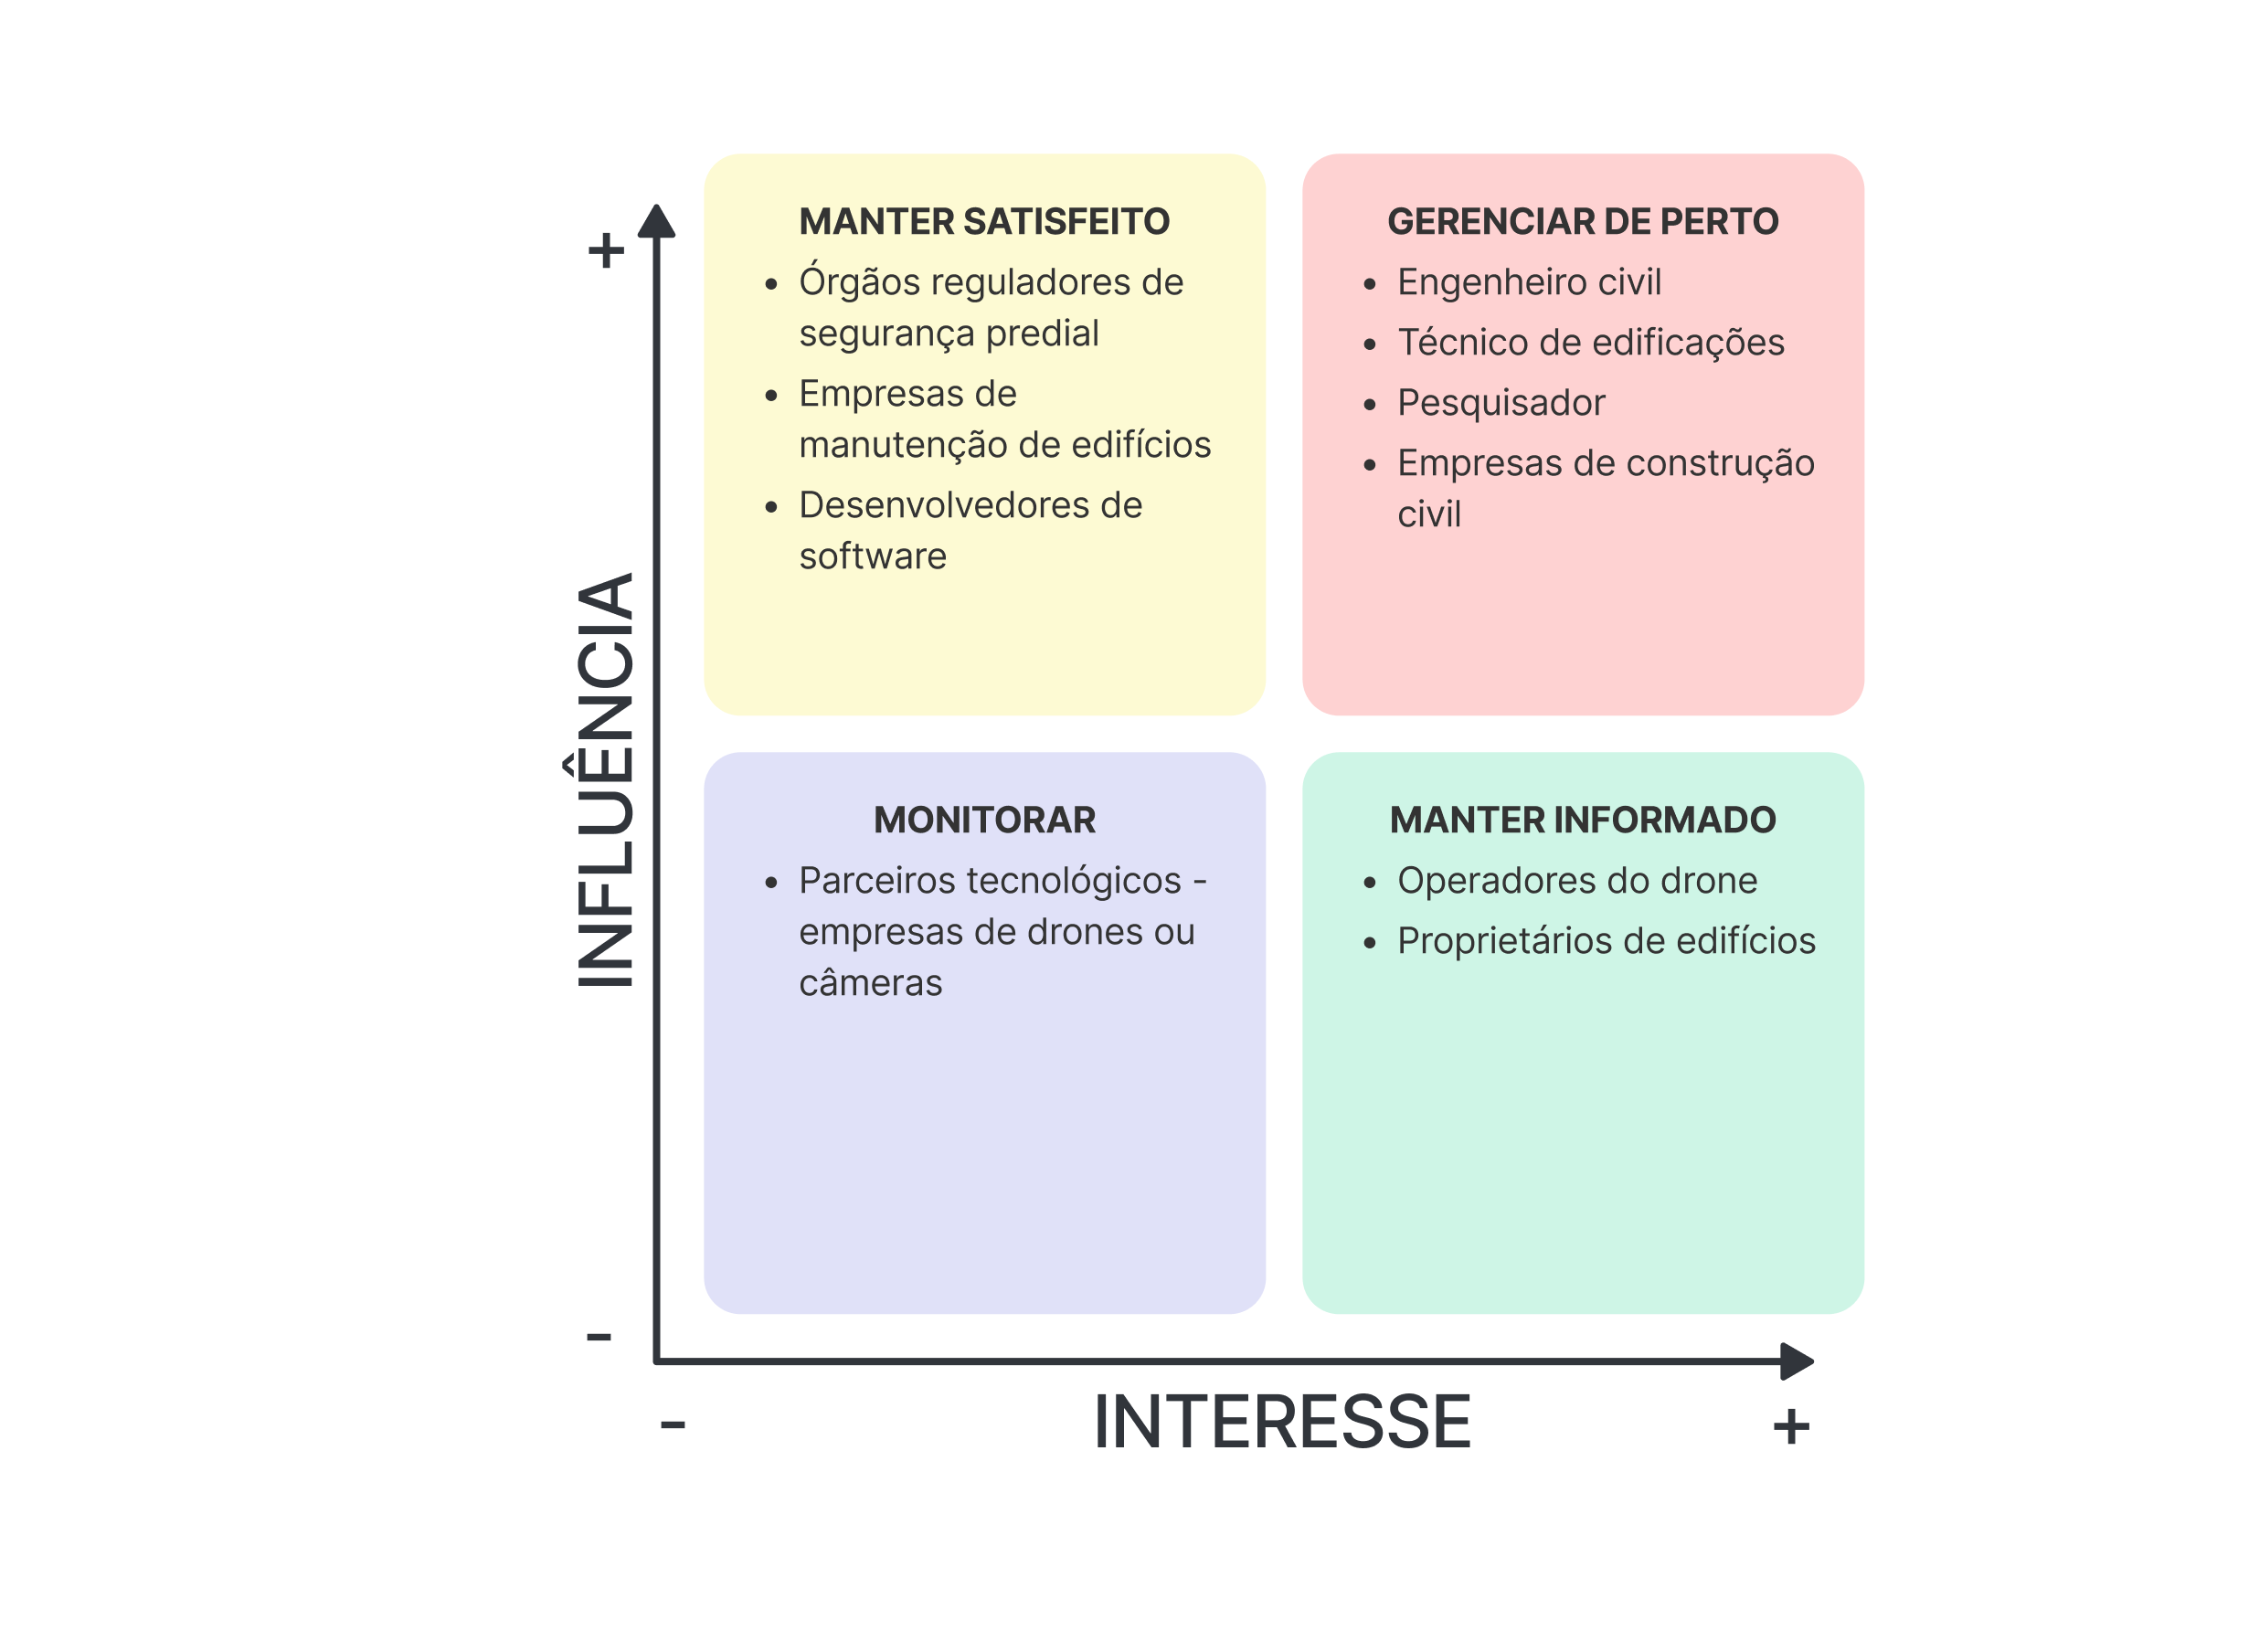 MANTER SATISFEITO
• Órgãos reguladores de
segurança predial
• Empresas de
manutenção de edifícios
• Desenvolvedores de
software
GERENCIAR DE PERTO
• Engenheiro civil
• Técnico de edificações
• Pesquisador
• Empresas de construção
civil
MONITORAR
• Parceiros tecnológicos -
empresas de drones ou
câmeras
MANTER INFORMADO
• Operadores do drone
• Proprietários de edifícios
+
INFLUÊNCIA
-
-
INTERESSE
+